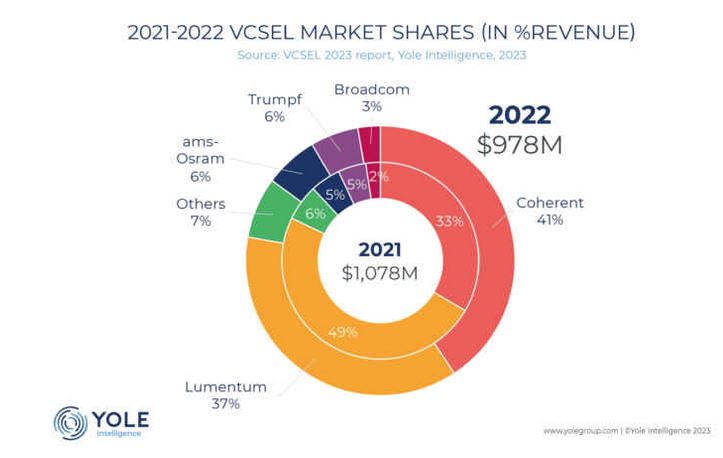 2021-2022 VCSEL MARKET SHARES (IN %REVENUE)
Source: VCSEL 2023 report, Yole Intelligence, 2023
Broadcom
3%
Trumpf
6%
2022
$978M
ams-
Osram
6%
Others
7%
Coherent
41%
2%
5%
5%
6%
33%
2021
$1,078M
49%
Lumentum
37%
YOLE
Intelligence
www.yolegroup.com | ©Yole Intelligence 2023